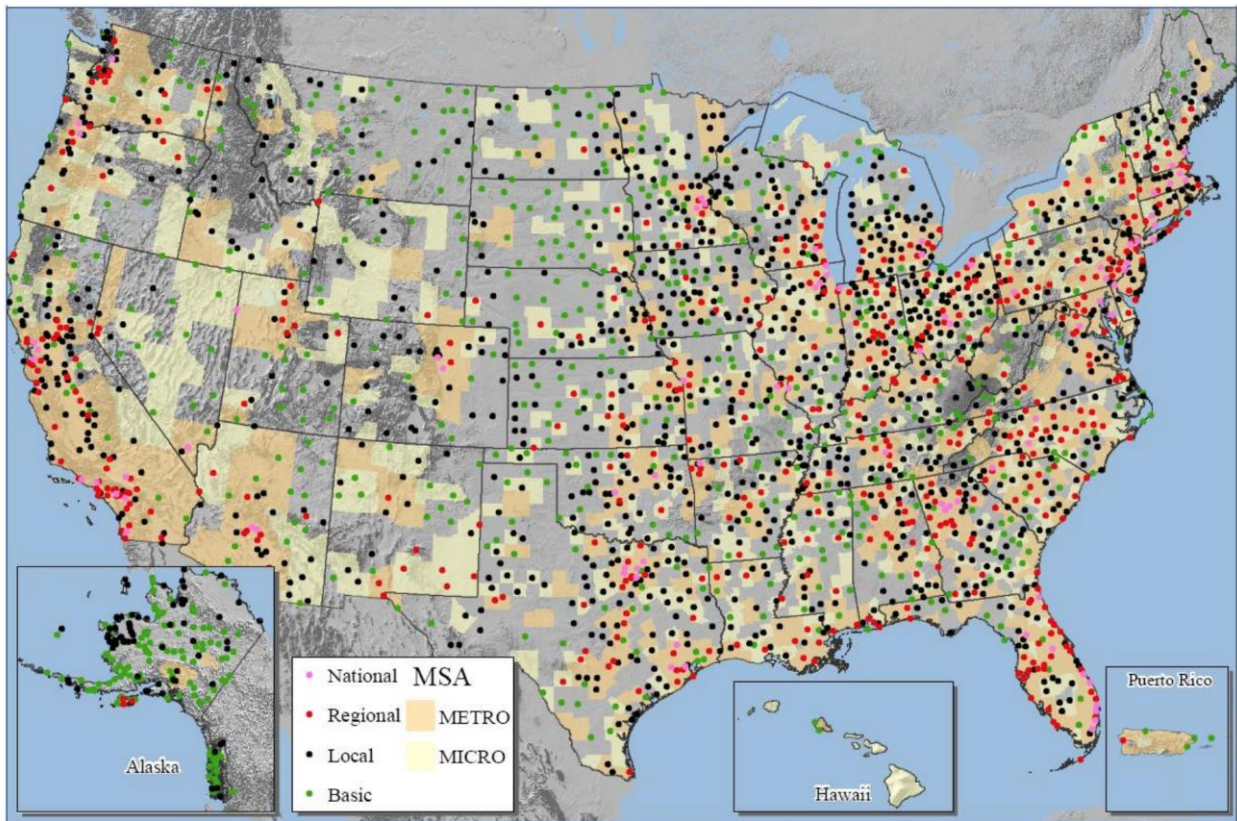 National MSA
Regional METRO
Local MICRO
Basic
Alaska
Hawaii
Puerto Rico